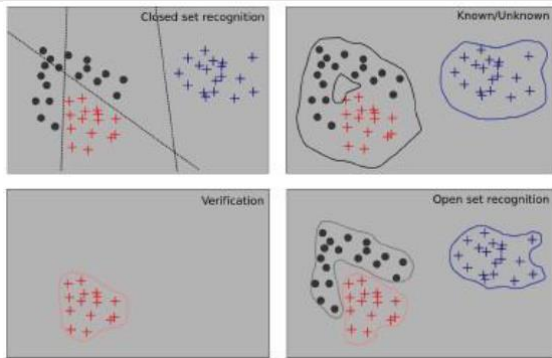 Closed set recognition
Known/Unknown
Verification
Open set recognition